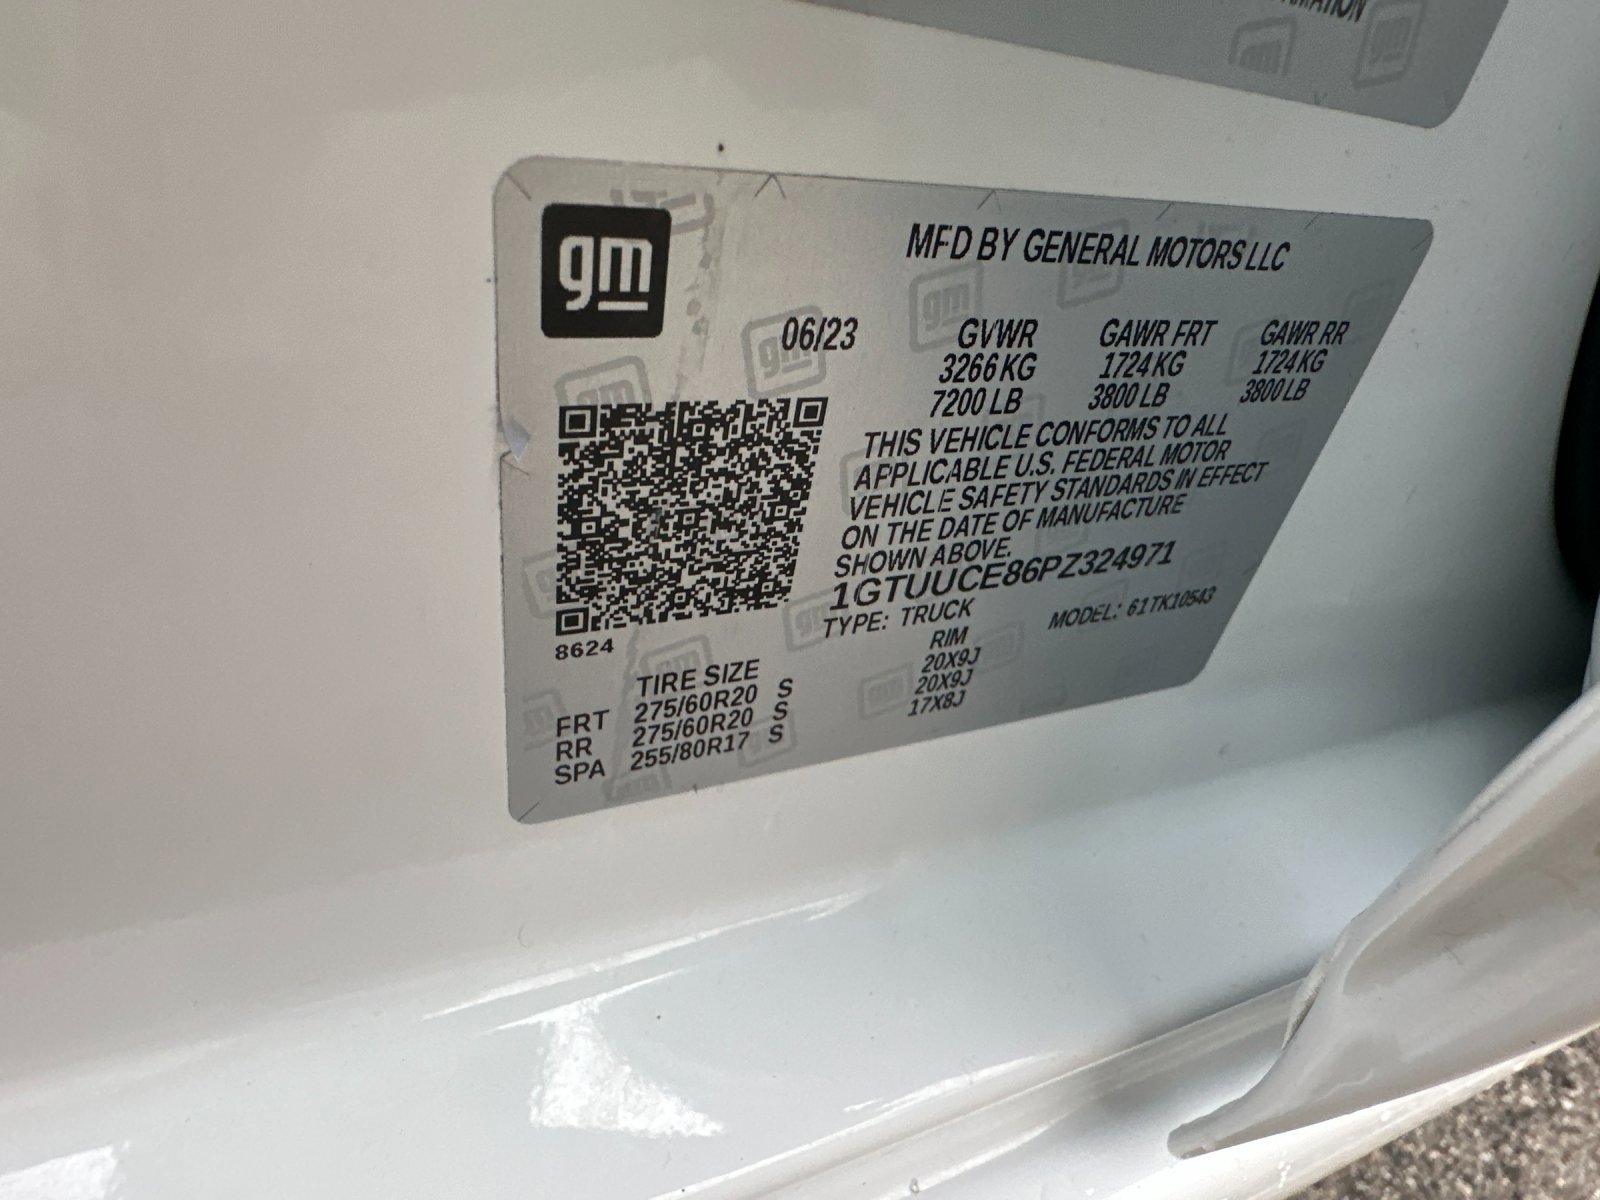 gm
MFD BY GENERAL MOTORS LLC
06/23 GVWR GAWR FRT GAWR RR
3266 KG 1724 KG 1724 KG
7200 LB 3800 LB 3800 LB
THIS VEHICLE CONFORMS TO ALL
APPLICABLE U.S. FEDERAL MOTOR
VEHICLE SAFETY STANDARDS IN EFFECT
ON THE DATE OF MANUFACTURE
SHOWN ABOVE.
1GTUUCE86PZ324971
TYPE: TRUCK MODEL: 61TK10543
8624
TIRE SIZE RIM
FRT 275/60R20 S 20X9J
RR 275/60R20 S 20X9J
SPA 255/80R17 S 17X8J